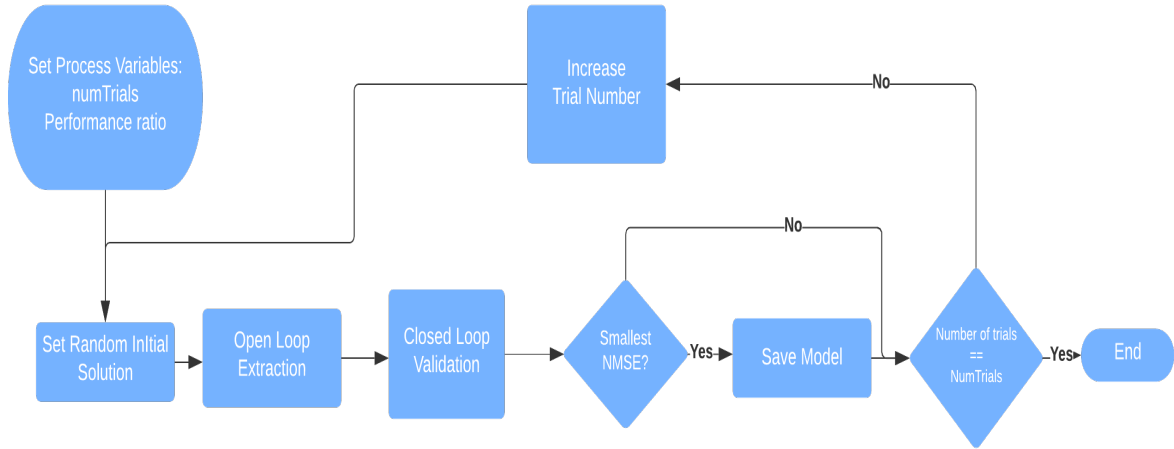 Set Process Variables:
numTrials
Performance ratio
Increase
Trial Number
No
No
Set Random InItial
Solution
Open Loop
Extraction
Closed Loop
Validation
Smallest
NMSE?
Yes
Save Model
Number of trials
==
NumTrials
Yes
End